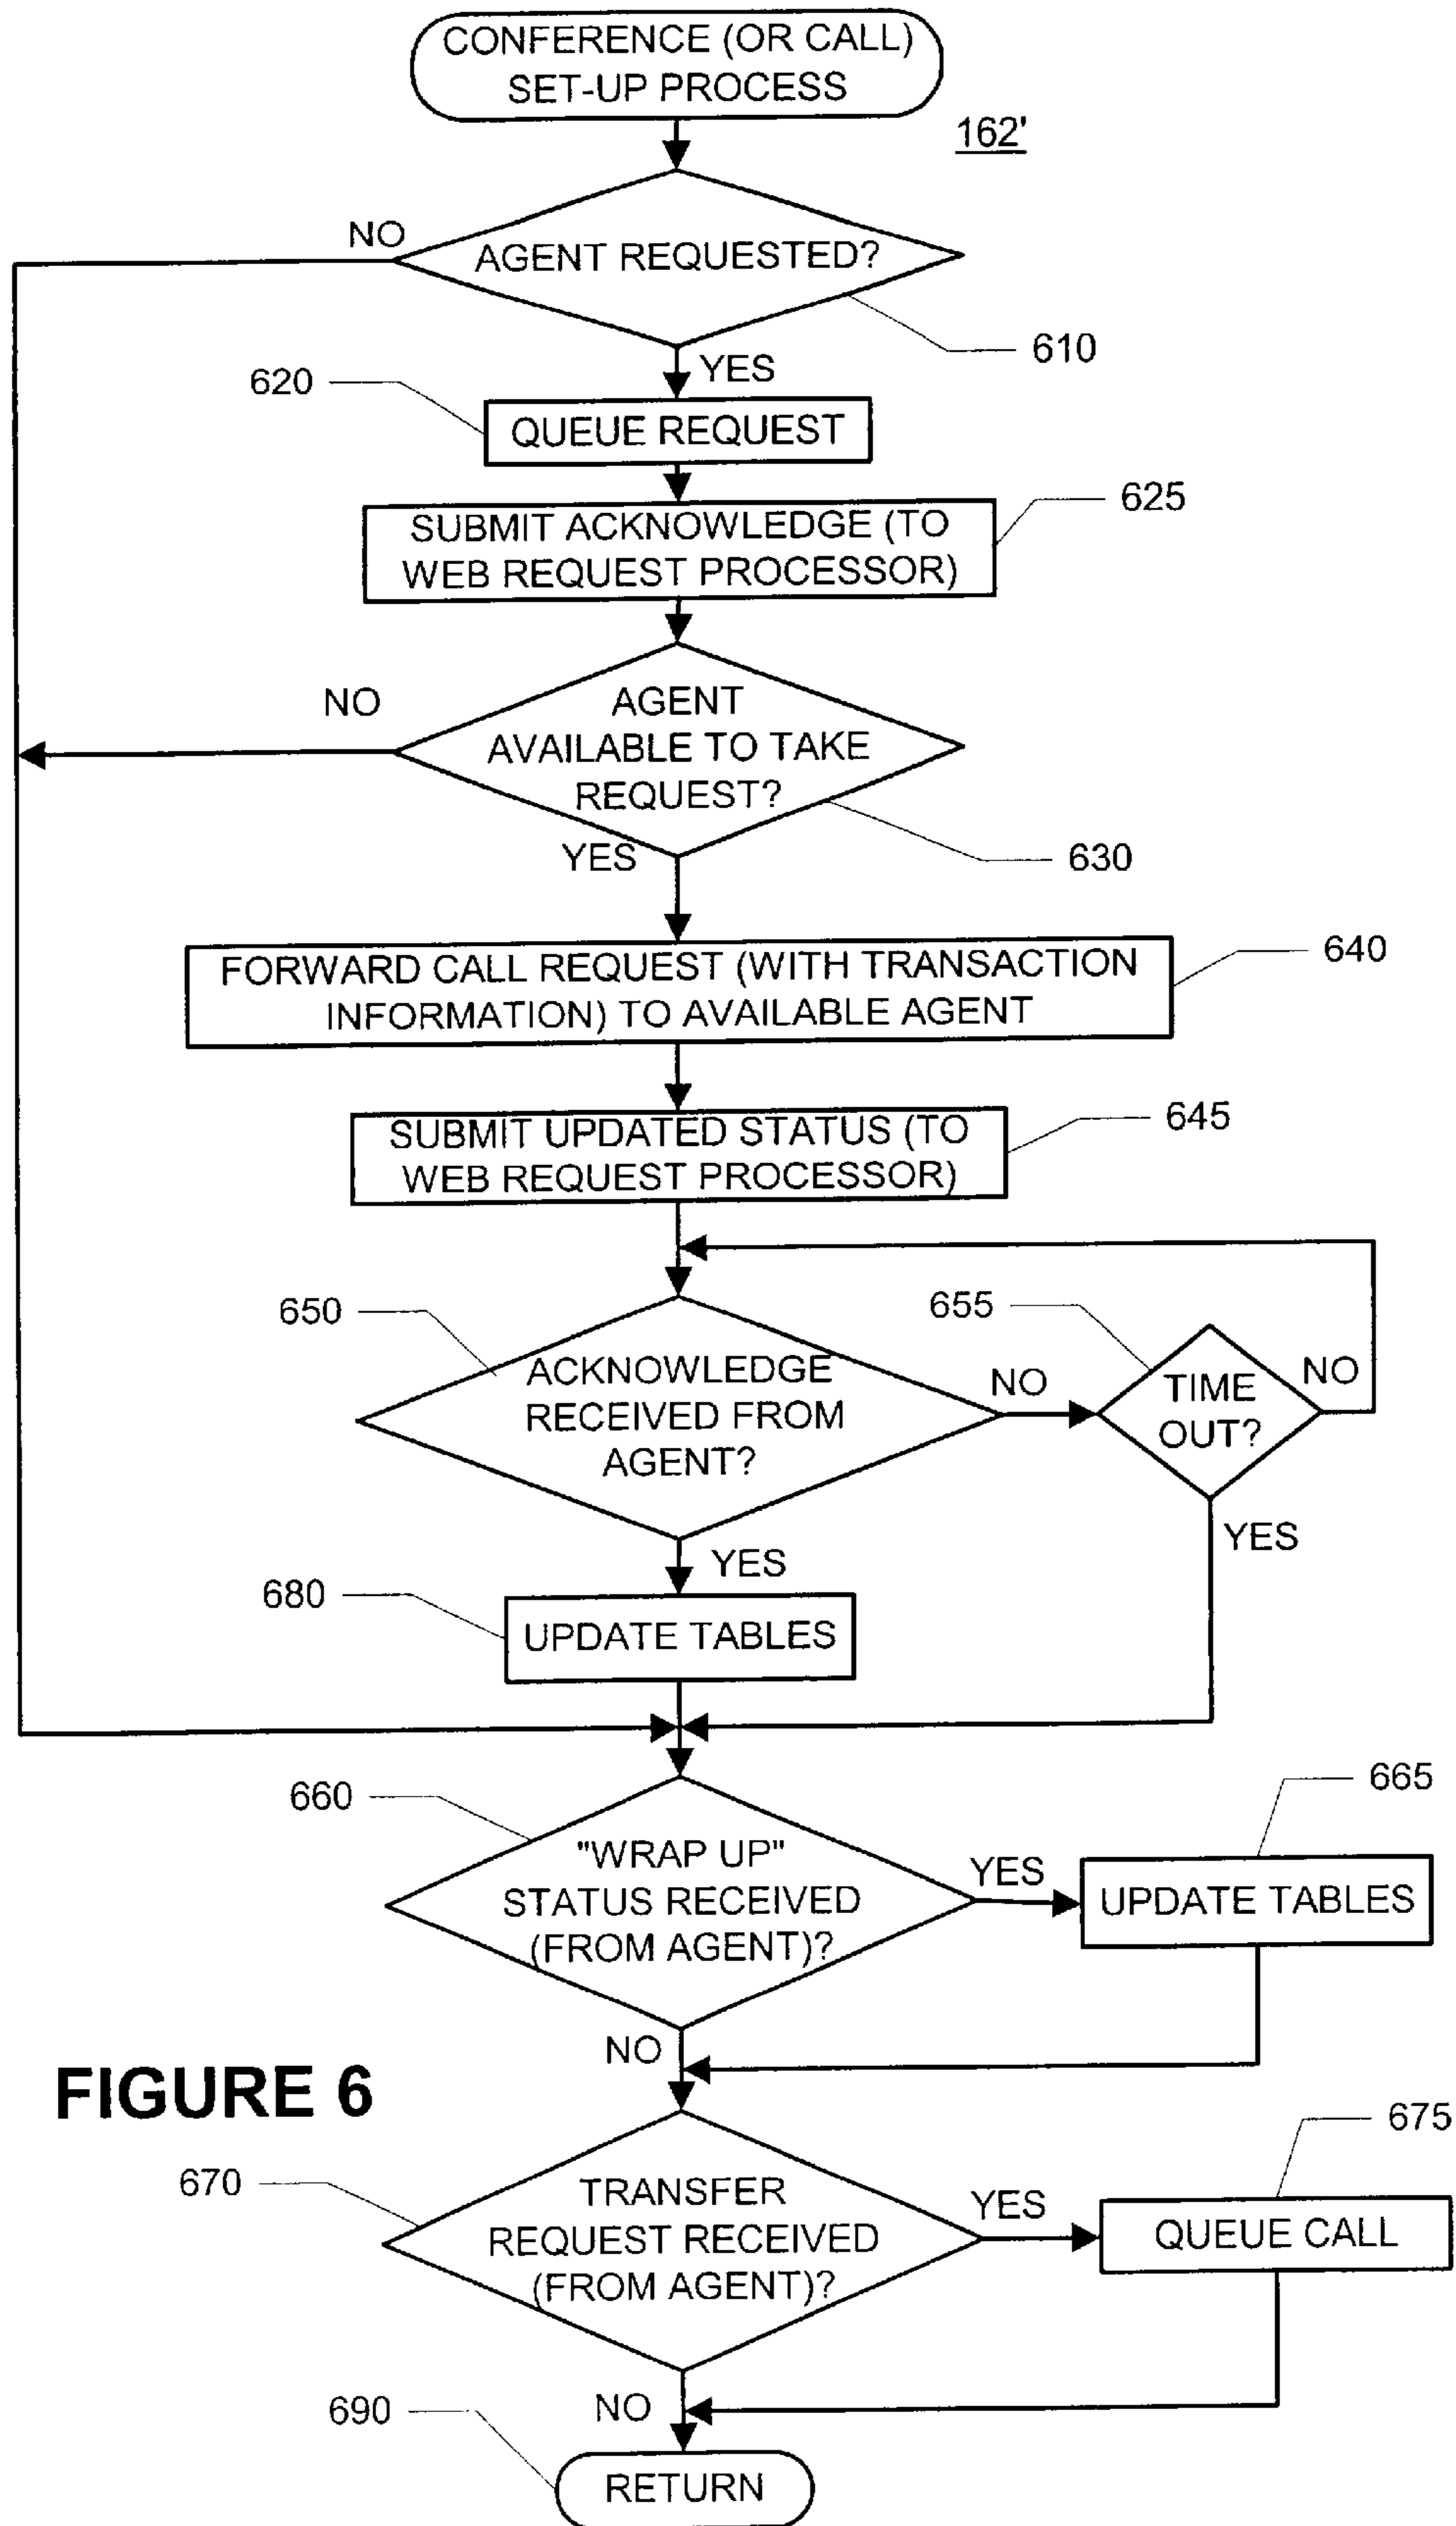 CONFERENCE (OR CALL)
SET-UP PROCESS
162'
NO
AGENT REQUESTED?
610
YES
620
QUEUE REQUEST
625
SUBMIT ACKNOWLEDGE (TO
WEB REQUEST PROCESSOR)
NO
AGENT
AVAILABLE TO TAKE
REQUEST?
YES
630
640
FORWARD CALL REQUEST (WITH TRANSACTION
INFORMATION) TO AVAILABLE AGENT
645
SUBMIT UPDATED STATUS (TO
WEB REQUEST PROCESSOR)
650
655
ACKNOWLEDGE
RECEIVED FROM
AGENT?
NO
TIME
OUT?
NO
YES
YES
680
UPDATE TABLES
660
665
"WRAP UP"
STATUS RECEIVED
(FROM AGENT)?
YES
UPDATE TABLES
NO
FIGURE 6
675
670
TRANSFER
REQUEST RECEIVED
(FROM AGENT)?
YES
QUEUE CALL
NO
690
RETURN